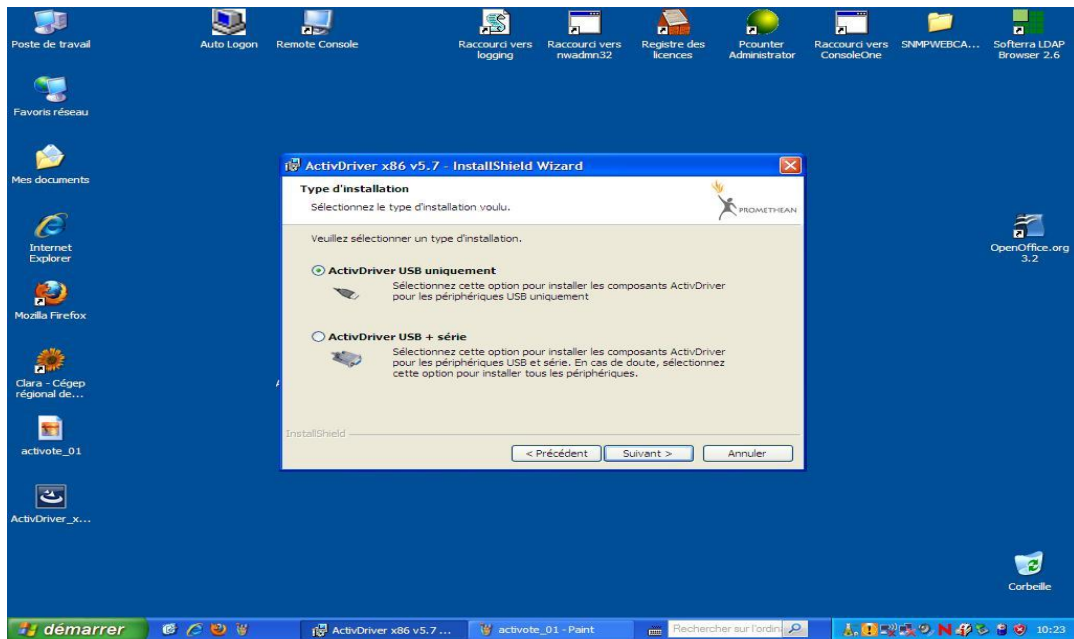 Poste de travail
Auto Logon
Remote Console
Raccourci vers
logging
Raccourci vers
nwadmn32
Registre des
licences
Pcounter
Administrator
Raccourci vers
ConsoleOne
SNMPWEBCA...
Softerra LDAP
Browser 2.6
Favoris réseau
Mes documents
Internet
Explorer
Mozilla Firefox
Clara - Cégep
régional de...
activote_01
ActivDriver_x...
OpenOffice.org
3.2
Corbeille
ActivDriver x86 v5.7 - InstallShield Wizard
Type d'installation
Sélectionnez le type d'installation voulu.
PROMETHEAN
Veuillez sélectionner un type d'installation.
ActivDriver USB uniquement
Sélectionnez cette option pour installer les composants ActivDriver
pour les périphériques USB uniquement
ActivDriver USB + série
Sélectionnez cette option pour installer les composants ActivDriver
pour les périphériques USB et série. En cas de doute, sélectionnez
cette option pour installer tous les périphériques.
InstallShield
< Précédent
Suivant >
Annuler
démarrer
ActivDriver x86 v5.7 ...
activote_01 - Paint
Rechercher sur l'ordin
10:23